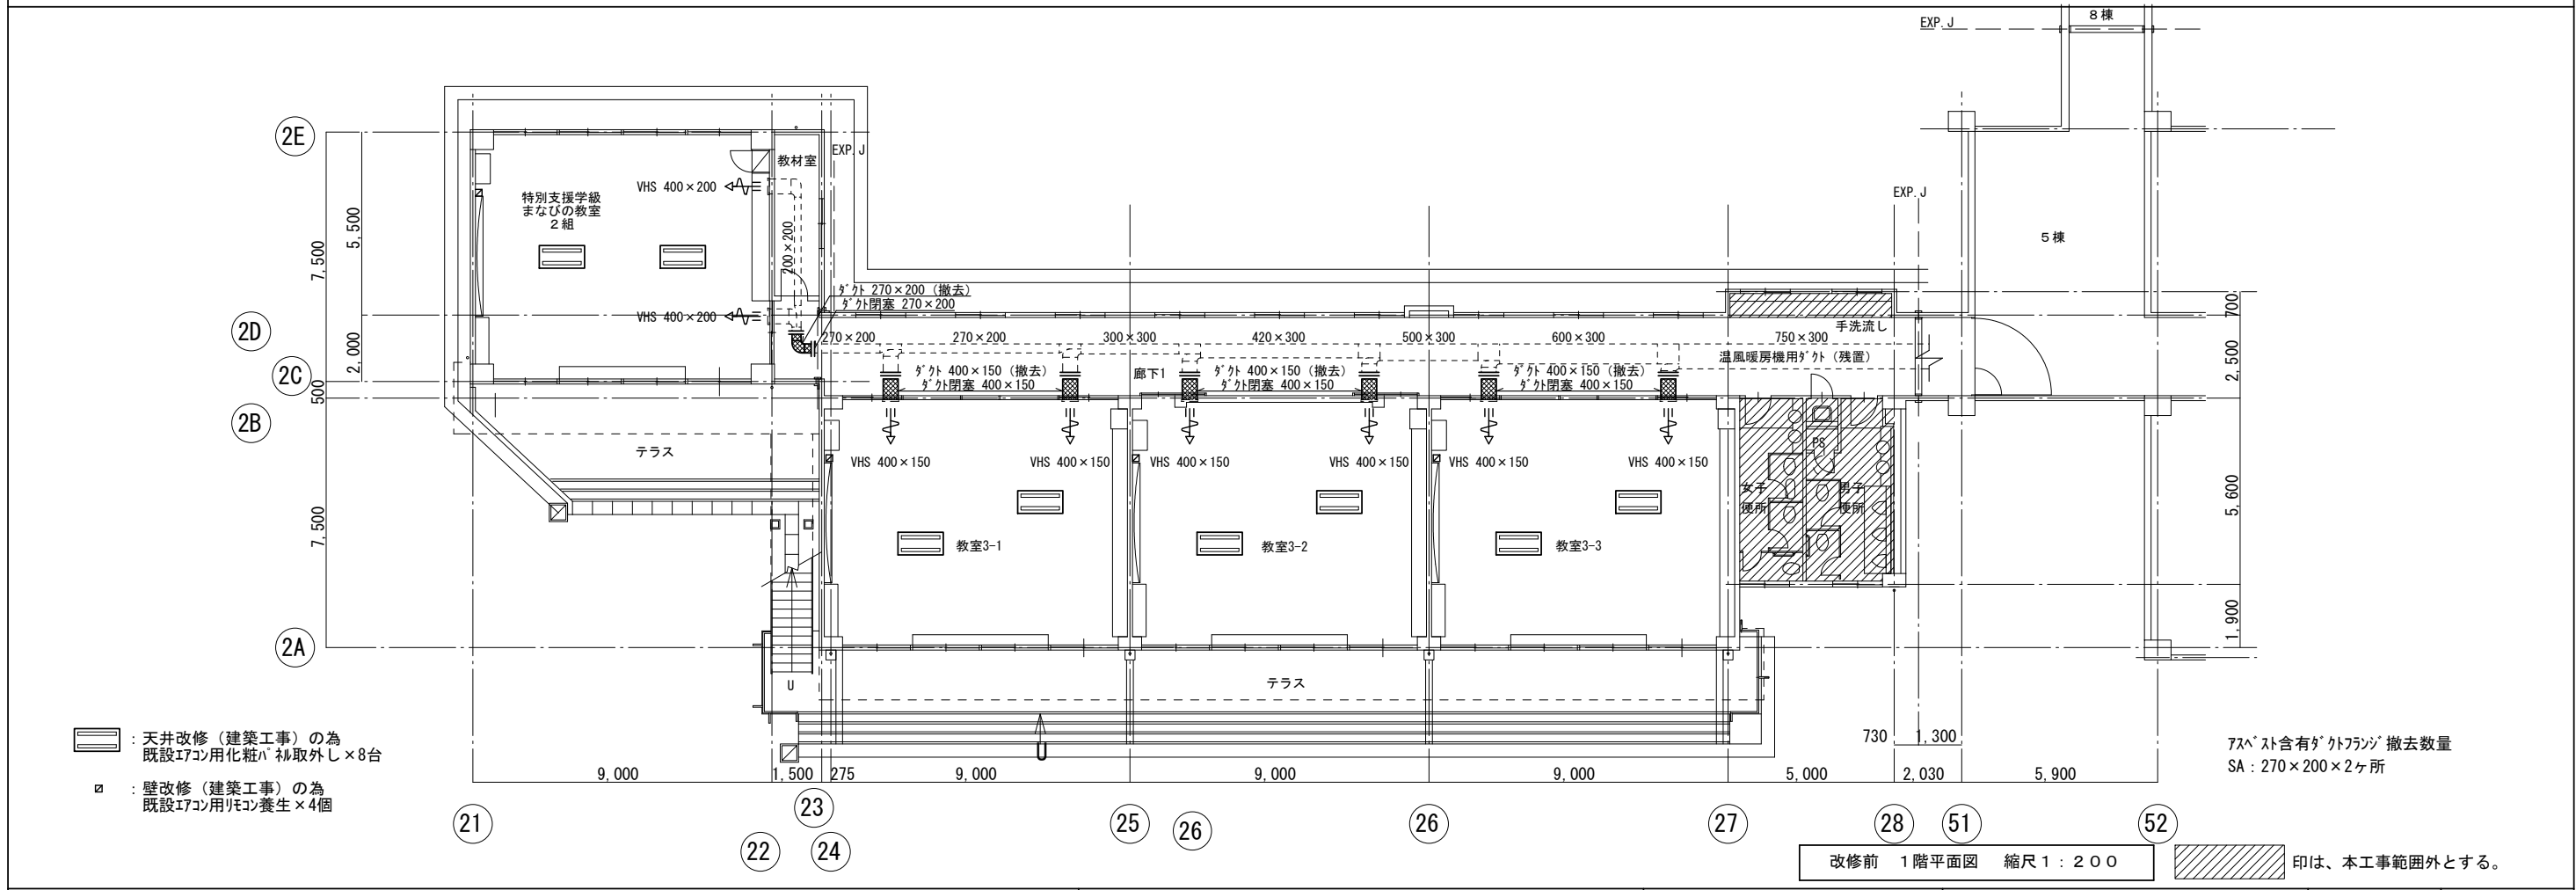 EXP.J
8棟
2E
教材室
EXP.J
VHS 400×200
特別支援学級
まなびの教室
2組
EXP.J
5,500
7,500
200×200
5棟
ﾀﾞｸﾄ 270×200（撤去）
ﾀﾞｸﾄ閉塞 270×200
VHS 400×200
700
2D
手洗流し
270×200
270×200
300×300
420×300
500×300
600×300
750×300
2,000
温風暖房機用ﾀﾞｸﾄ（残置）
2,500
2C
ﾀﾞｸﾄ 400×150（撤去）
ﾀﾞｸﾄ閉塞 400×150
廊下1
ﾀﾞｸﾄ 400×150（撤去）
ﾀﾞｸﾄ閉塞 400×150
ﾀﾞｸﾄ 400×150（撤去）
ﾀﾞｸﾄ閉塞 400×150
500
2B
テラス
PS
VHS 400×150
VHS 400×150
VHS 400×150
VHS 400×150
VHS 400×150
VHS 400×150
女子
便所
男子
便所
5,600
7,500
教室3-1
教室3-2
教室3-3
1,900
2A
U
テラス
730
1,300
：天井改修（建築工事）の為
既設ｴｱｺﾝ用化粧ﾊﾟﾈﾙ取外し×8台
：壁改修（建築工事）の為
既設ｴｱｺﾝ用ﾘﾓｺﾝ養生×4個
ｱｽﾍﾞｽﾄ含有ﾀﾞｸﾄﾌﾗﾝｼﾞ撤去数量
SA：270×200×2ヶ所
9,000
1,500
275
9,000
9,000
9,000
5,000
2,030
5,900
21
22
23
24
25
26
26
27
28
51
52
改修前　1階平面図　縮尺1：200
印は、本工事範囲外とする。